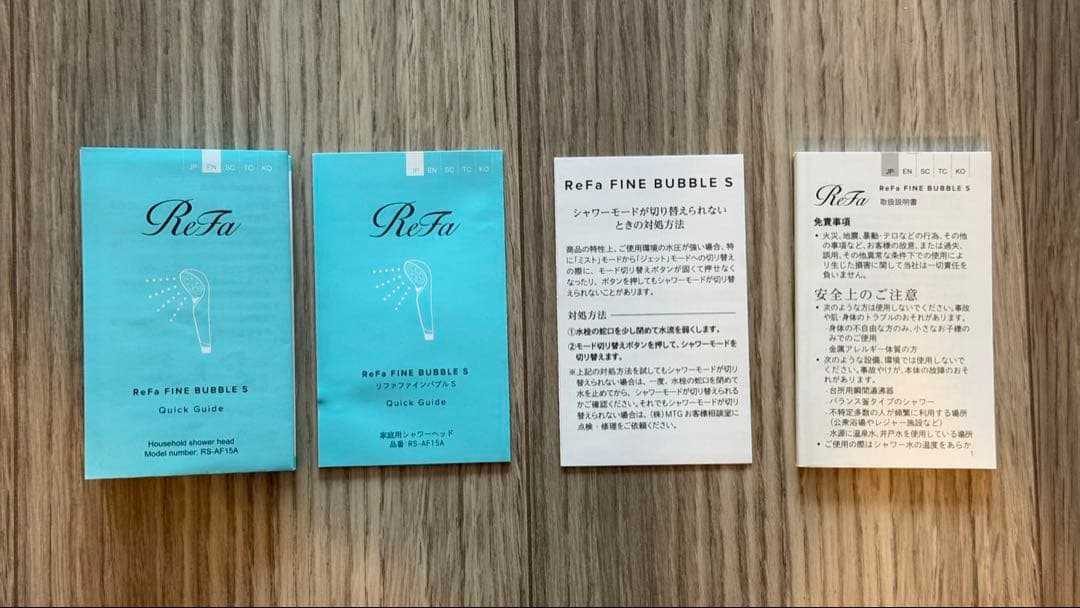 JP EN SC TC KO
ReFa
ReFa FINE BUBBLE S
Quick Guide
Household shower head
Model number: RS-AF15A
JP EN SC TC KO
ReFa
ReFa FINE BUBBLE S
リファファインバブル S
Quick Guide
家庭用シャワーヘッド
品番:RS-AF15A
ReFa FINE BUBBLE S
シャワーモードが切り替えられない
ときの対処方法
商品の特性上、ご使用環境の水圧が強い場合、特
に「ミスト」モードから「ジェット」モードへの切り替え
の際に、モード切り替えボタンが固くて押せなく
なったり、ボタンを押してもシャワーモードが切り替
えられないことがあります。
対処方法
①水栓の蛇口を少し閉めて水流を弱くします。
②モード切り替えボタンを押して、シャワーモードを
切り替えます。
※上記の対処方法を試してもシャワーモードが切り
替えられない場合は、一度、水栓の蛇口を閉めて
水を止めてから、シャワーモードが切り替えられる
かご確認ください。それでもシャワーモードが切り
替えられない場合は、(株)MTGお客様相談室に
点検・修理をご依頼ください。
JP EN SC TC KO
ReFa
ReFa FINE BUBBLE S
取扱説明書
免責事項
• 火災、地震、暴動・テロなどの行為、その他
の事項など、お客様の故意、または過失、
誤用、その他異常な条件下での使用によ
り生じた損害に関して当社は一切責任を
負いません。
安全上のご注意
• 次のような方は使用しないでください。事故
や肌・身体のトラブルのおそれがあります。
・身体の不自由な方のみ、小さなお子様の
みでのご使用
・金属アレルギー体質の方
• 次のような設備、環境では使用しないで
ください。事故やけが、本体の故障のおそ
れがあります。
・台所用瞬間湯沸器
・バランス釜タイプのシャワー
・不特定多数の人が頻繁に利用する場所
(公衆浴場やレジャー施設など)
・水源に温泉水、井戸水を使用している場所
• ご使用の際はシャワー水の温度をあらか
1